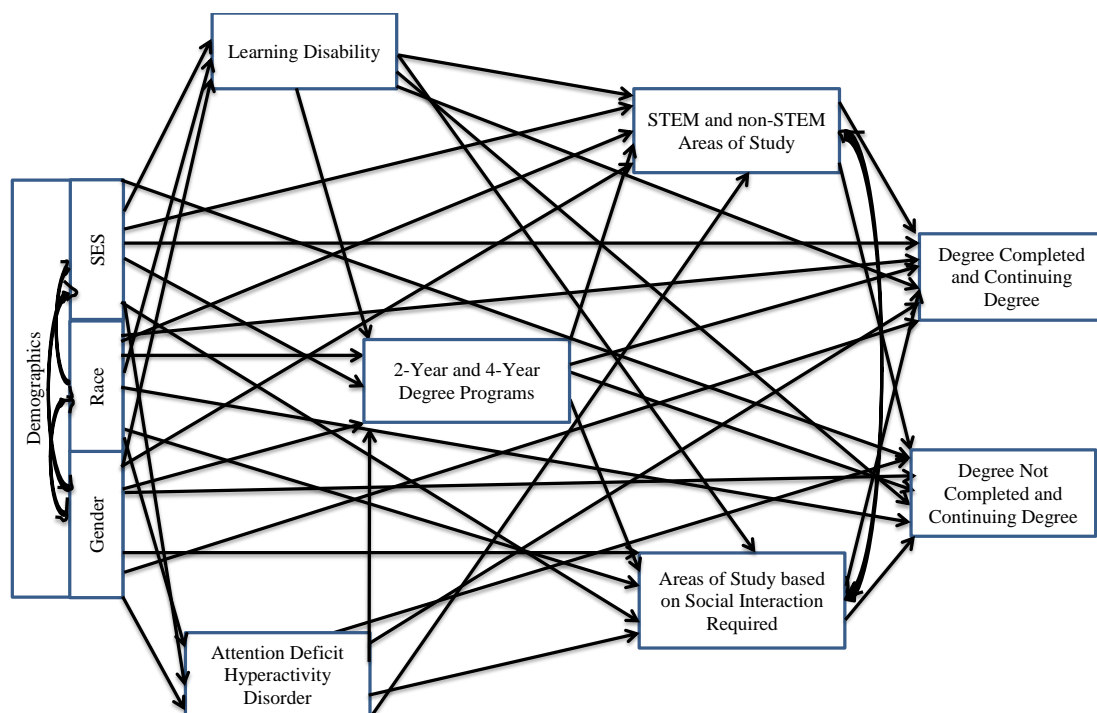 Learning Disability
STEM and non-STEM
Areas of Study
Demographics
SES
Race
Gender
2-Year and 4-Year
Degree Programs
Degree Completed
and Continuing
Degree
Degree Not
Completed and
Continuing Degree
Areas of Study based
on Social Interaction
Required
Attention Deficit
Hyperactivity
Disorder